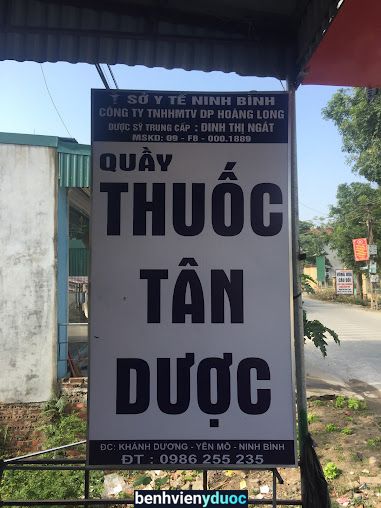 SỞ Y TẾ NINH BÌNH
CÔNG TY TNHHMTV DP HOÀNG LONG
DƯỢC SỸ TRUNG CẤP : ĐINH THỊ NGÁT
MSKD: 09 - F8 - 000.1889
QUẦY
THUỐC
TÂN
DƯỢC
ĐC: KHÁNH DƯƠNG - YÊN MÔ - NINH BÌNH
ĐT : 0986 255 235
benhvienyduoc